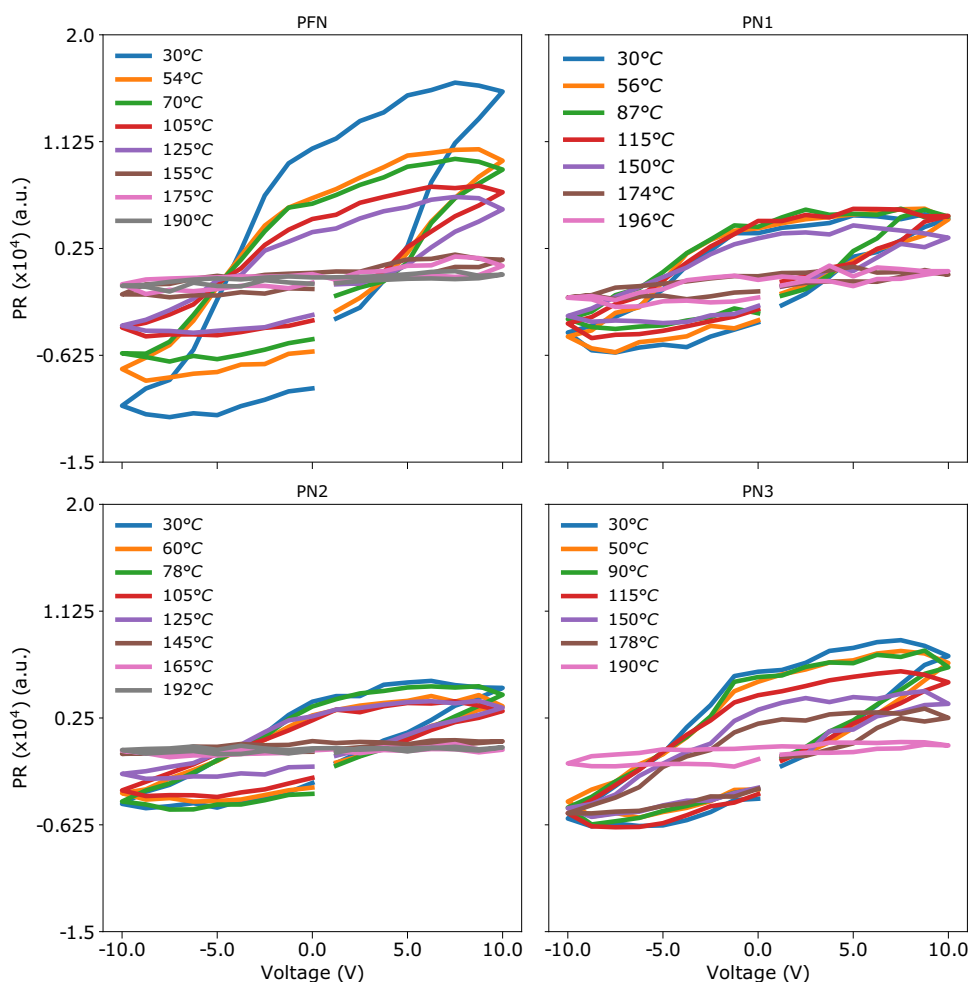 PFN
PN1
2.0
1.125
0.25
-0.625
-1.5
PR (x10⁴) (a.u.)
30°C
54°C
70°C
105°C
125°C
155°C
175°C
190°C
30°C
56°C
87°C
115°C
150°C
174°C
196°C
PN2
PN3
2.0
1.125
0.25
-0.625
-1.5
PR (x10⁴) (a.u.)
30°C
60°C
78°C
105°C
125°C
145°C
165°C
192°C
30°C
50°C
90°C
115°C
150°C
178°C
190°C
-10.0 -5.0 0.0 5.0 10.0
-10.0 -5.0 0.0 5.0 10.0
Voltage (V)
Voltage (V)